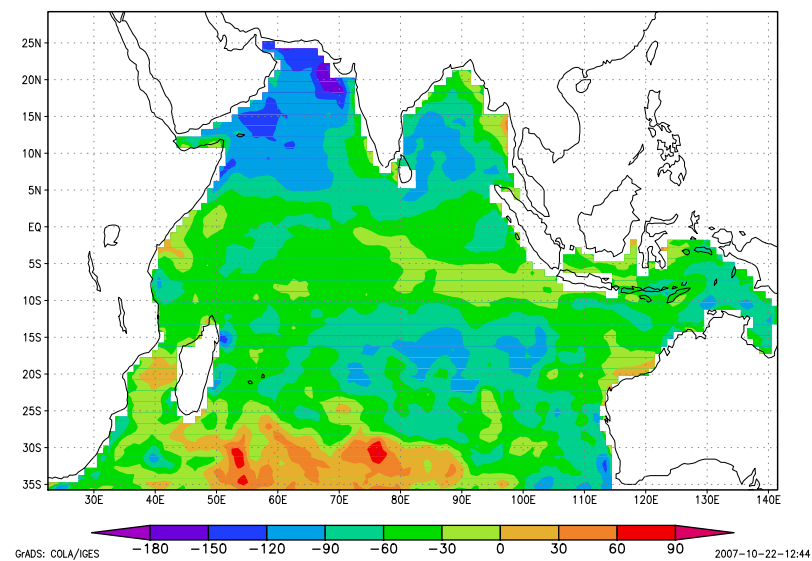 25N
20N
15N
10N
5N
EQ
5S
10S
15S
20S
25S
30S
35S
30E 40E 50E 60E 70E 80E 90E 100E 110E 120E 130E 140E
−180 −150 −120 −90 −60 −30 0 30 60 90
GrADS: COLA/IGES 2007-10-22-12:44